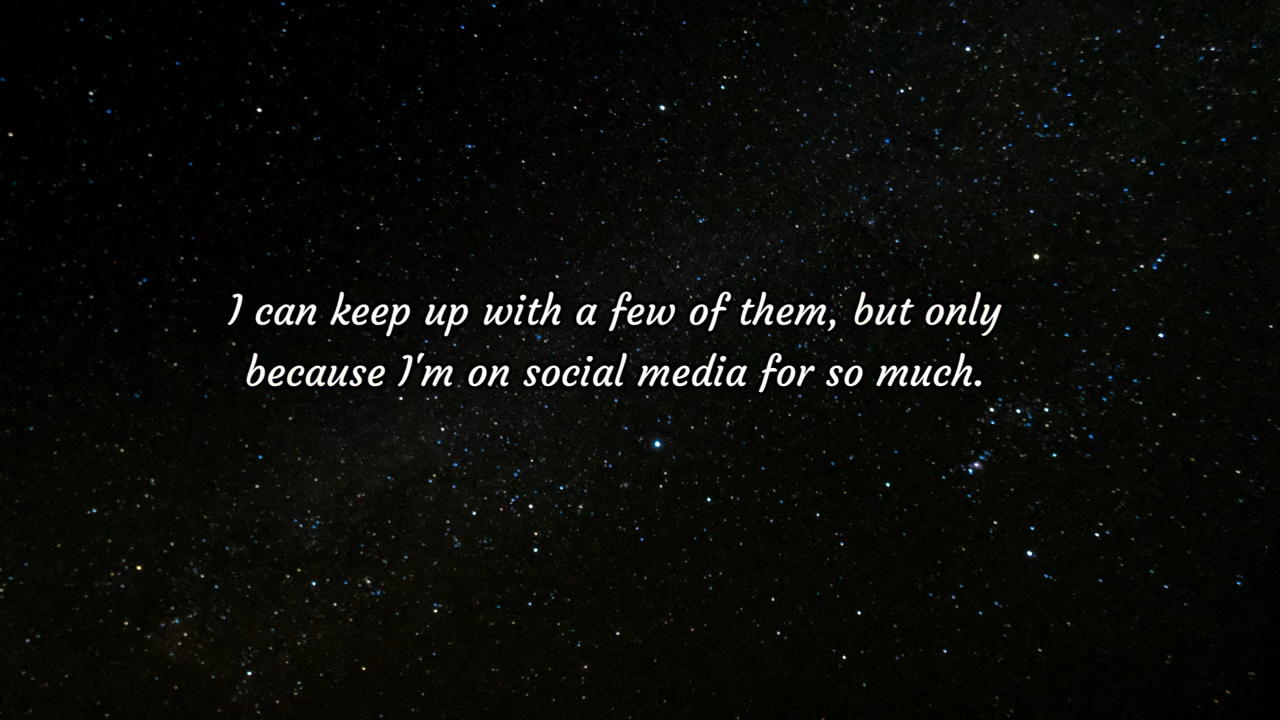 I can keep up with a few of them, but only
because I'm on social media for so much.